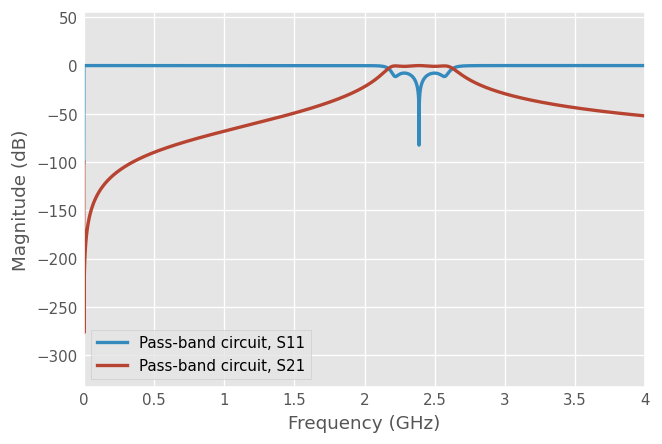 50
0
−50
−100
−150
−200
−250
−300
Magnitude (dB)
Pass-band circuit, S11
Pass-band circuit, S21
0 0.5 1 1.5 2 2.5 3 3.5 4
Frequency (GHz)